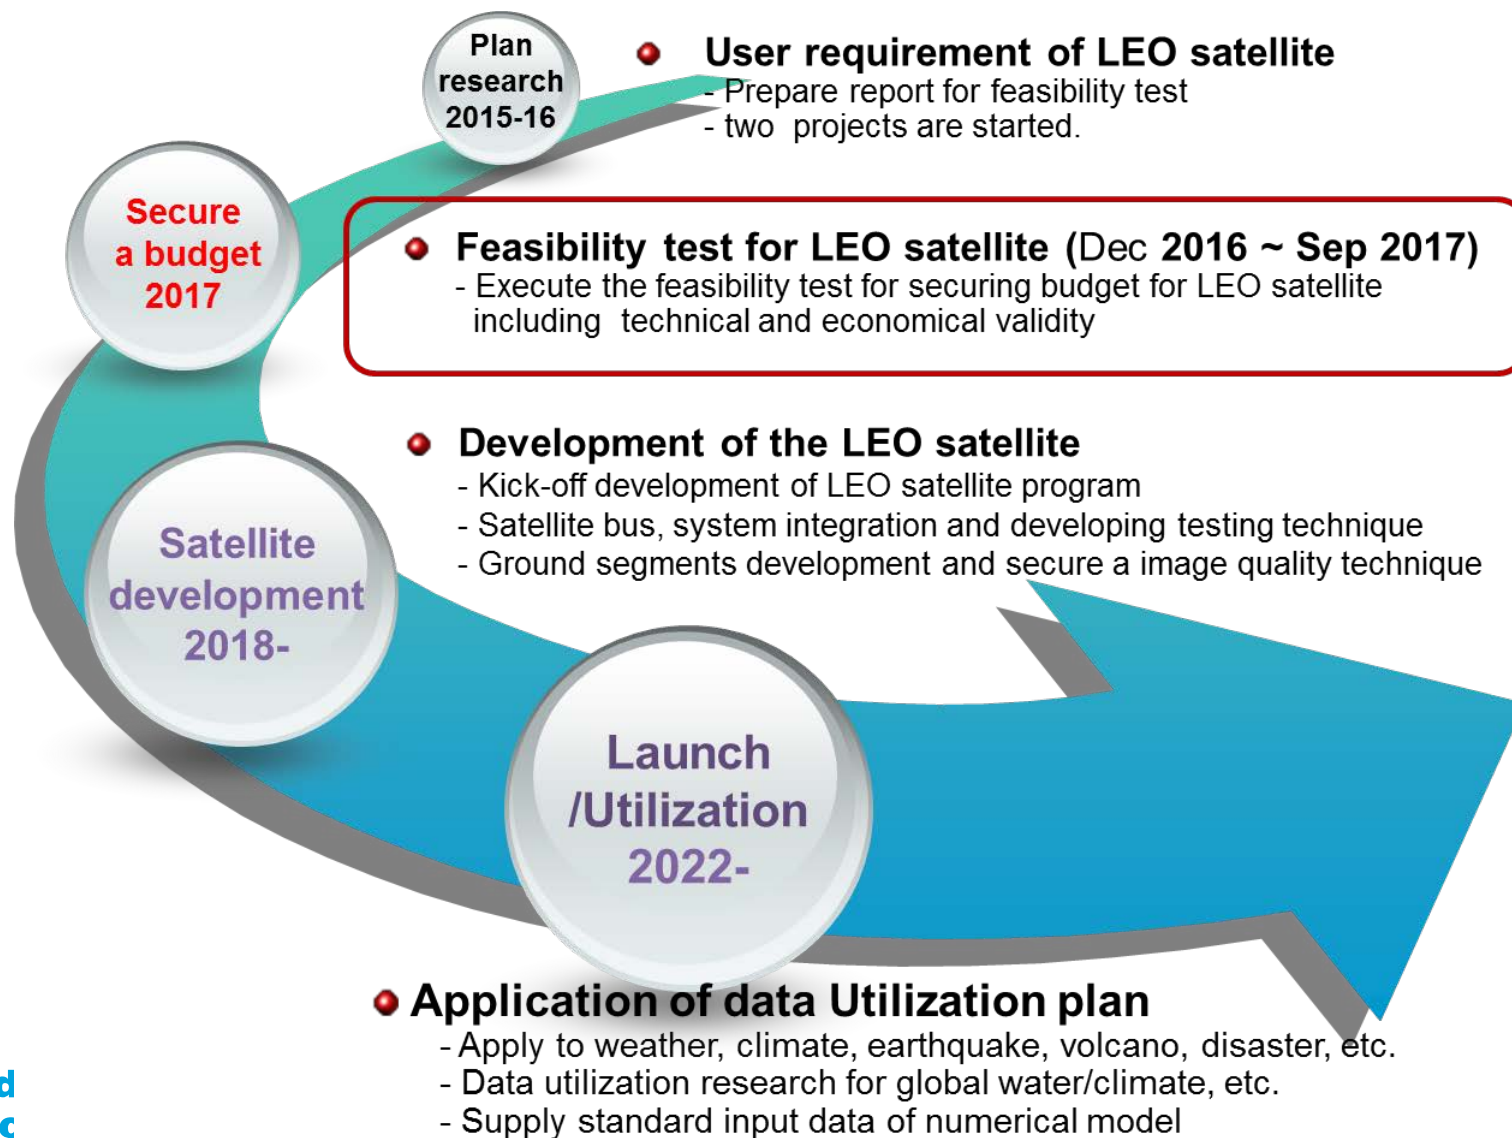 Plan
research
2015-16
User requirement of LEO satellite
- Prepare report for feasibility test
- two projects are started.
Secure
a budget
2017
Feasibility test for LEO satellite (Dec 2016 ~ Sep 2017)
- Execute the feasibility test for securing budget for LEO satellite
including technical and economical validity
Satellite
development
2018-
Development of the LEO satellite
- Kick-off development of LEO satellite program
- Satellite bus, system integration and developing testing technique
- Ground segments development and secure a image quality technique
Launch
/Utilization
2022-
Application of data Utilization plan
- Apply to weather, climate, earthquake, volcano, disaster, etc.
- Data utilization research for global water/climate, etc.
- Supply standard input data of numerical model